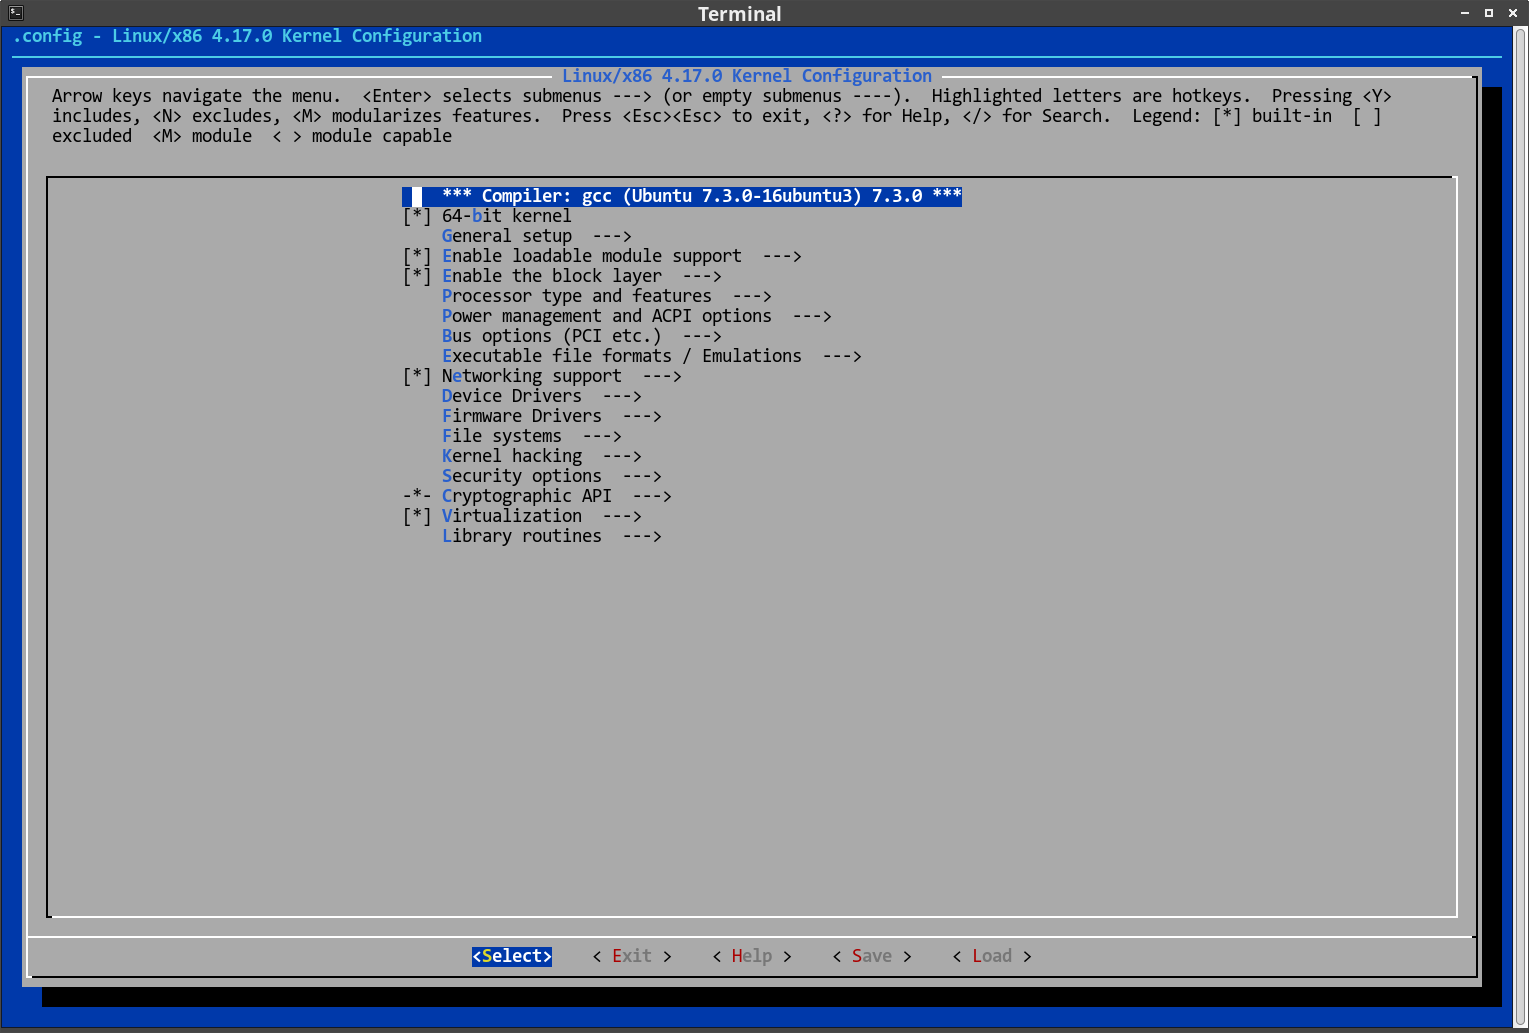 Terminal
.config - Linux/x86 4.17.0 Kernel Configuration
Linux/x86 4.17.0 Kernel Configuration
Arrow keys navigate the menu.  <Enter> selects submenus ---> (or empty submenus ----).  Highlighted letters are hotkeys.  Pressing <Y>
includes, <N> excludes, <M> modularizes features.  Press <Esc><Esc> to exit, <?> for Help, </> for Search.  Legend: [*] built-in  [ ]
excluded  <M> module  < > module capable
*** Compiler: gcc (Ubuntu 7.3.0-16ubuntu3) 7.3.0 ***
[*] 64-bit kernel
General setup  --->
[*] Enable loadable module support  --->
[*] Enable the block layer  --->
Processor type and features  --->
Power management and ACPI options  --->
Bus options (PCI etc.)  --->
Executable file formats / Emulations  --->
[*] Networking support  --->
Device Drivers  --->
Firmware Drivers  --->
File systems  --->
Kernel hacking  --->
Security options  --->
-*- Cryptographic API  --->
[*] Virtualization  --->
Library routines  --->
<Select>    < Exit >    < Help >    < Save >    < Load >